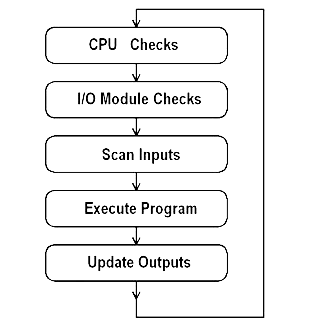 CPU Checks
I/O Module Checks
Scan Inputs
Execute Program
Update Outputs